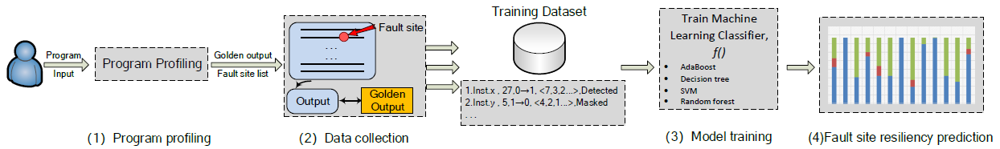 Program
Input
Program Profiling
Golden output
Fault site list
Fault site
...
...
Output
Golden
Output
Training Dataset
1.Inst.x , 27,0→1, <7,3,2...>,Detected
2.Inst.y , 5,1→0, <4,2,1...>,Masked
...
Train Machine
Learning Classifier,
f()
• AdaBoost
• Decision tree
• SVM
• Random forest
(1) Program profiling
(2) Data collection
(3) Model training
(4)Fault site resiliency prediction